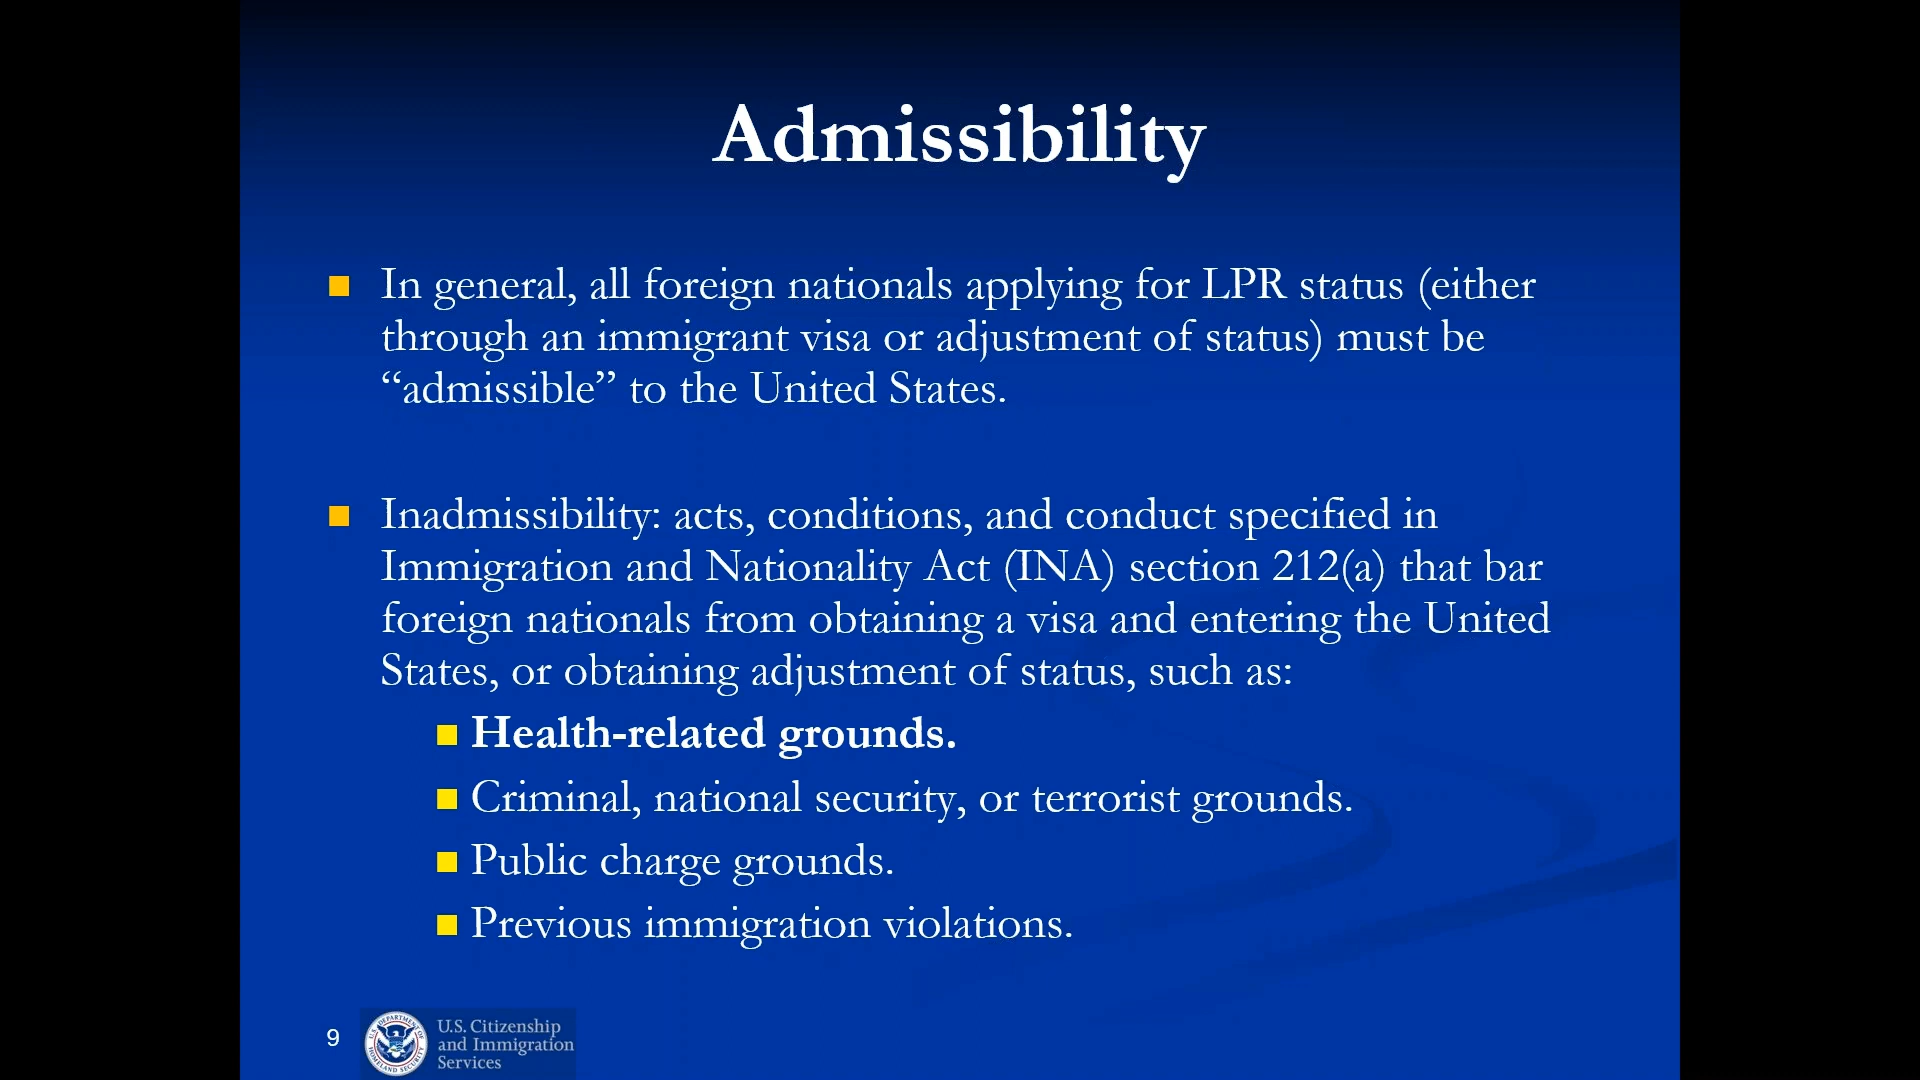 Admissibility
In general, all foreign nationals applying for LPR status (either
through an immigrant visa or adjustment of status) must be
“admissible” to the United States.
Inadmissibility: acts, conditions, and conduct specified in
Immigration and Nationality Act (INA) section 212(a) that bar
foreign nationals from obtaining a visa and entering the United
States, or obtaining adjustment of status, such as:
Health-related grounds.
Criminal, national security, or terrorist grounds.
Public charge grounds.
Previous immigration violations.
9
U.S. Citizenship
and Immigration
Services